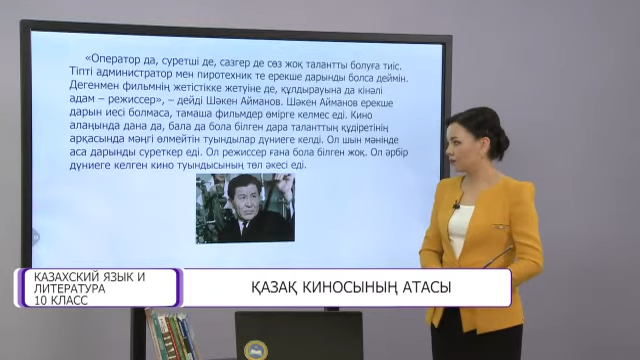 «Оператор да, суретші де, сазгер де сөз жоқ талантты болуға тиіс.
Тіпті администратор мен пиротехник те ерекше дарынды болса деймін.
Дегенмен фильмнің жетістікке жетуіне де, құлдырауына да кінәлі
адам – режиссер», – дейді Шәкен Айманов. Шәкен Айманов ерекше
дарын иесі болмаса, тамаша фильмдер өмірге келмес еді. Кино
алаңында дана да, бала да бола білген дара таланттың құдіретінің
арқасында мәңгі өлмейтін туындылар дүниеге келді. Ол шын мәнінде
аса дарынды суреткер еді. Ол режиссер ғана бола білген жоқ. Ол әрбір
дүниеге келген кино туындысының төл әкесі еді.
КАЗАХСКИЙ ЯЗЫК И
ЛИТЕРАТУРА
10 КЛАСС
ҚАЗАҚ КИНОСЫНЫҢ АТАСЫ